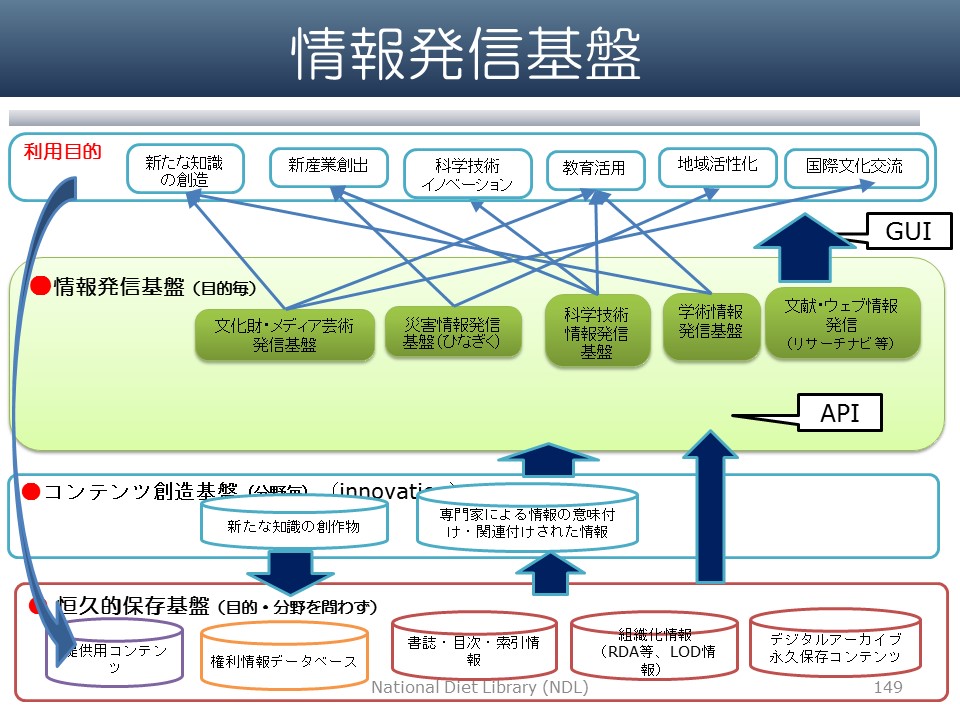 情報発信基盤
利用目的
新たな知識
の創造
新産業創出
科学技術
イノベーション
教育活用
地域活性化
国際文化交流
GUI
●情報発信基盤（目的毎）
文化財・メディア芸術
発信基盤
災害情報発信
基盤（ひなぎく）
科学技術
情報発信
基盤
学術情報
発信基盤
文献・ウェブ情報
発信
（リサーチナビ等）
API
●コンテンツ創造基盤（分野毎）（innovation）
新たな知識の創作物
専門家による情報の意味付
け・関連付けされた情報
●恒久的保存基盤（目的・分野を問わず）
提供用コンテン
ツ
権利情報データベース
書誌・目次・索引情
報
組織化情報
（RDA等、LOD情
報）
デジタルアーカイブ
永久保存コンテンツ
National Diet Library (NDL)
149